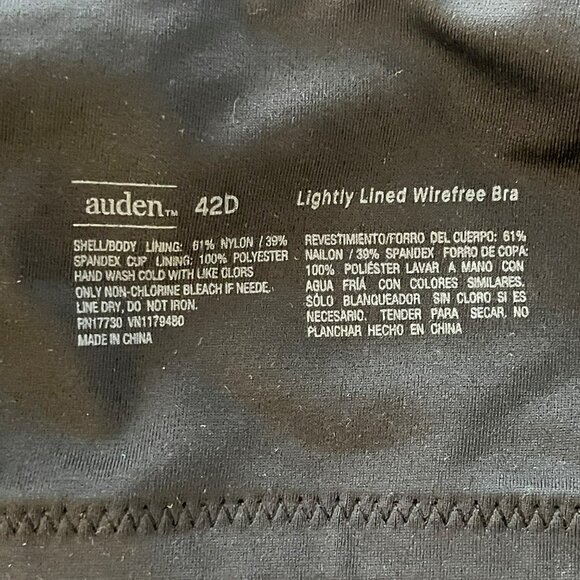 auden™ 42D
Lightly Lined Wirefree Bra
SHELL/BODY LINING: 61% NYLON / 39%
SPANDEX CUP LINING: 100% POLYESTER
HAND WASH COLD WITH LIKE OLORS
ONLY NON-CHLORINE BLEACH IF NEEDE.
LINE DRY, DO NOT IRON.
RN17730 VN1179480
MADE IN CHINA
REVESTIMIENTO/FORRO DEL CUERPO: 61%
NAILON / 39% SPANDEX FORRO DE COPA:
100% POLIÉSTER LAVAR A MANO CON
AGUA FRÍA CON COLORES SIMILARES.
SÓLO BLANQUEADOR SIN CLORO SI ES
NECESARIO. TENDER PARA SECAR, NO
PLANCHAR HECHO EN CHINA